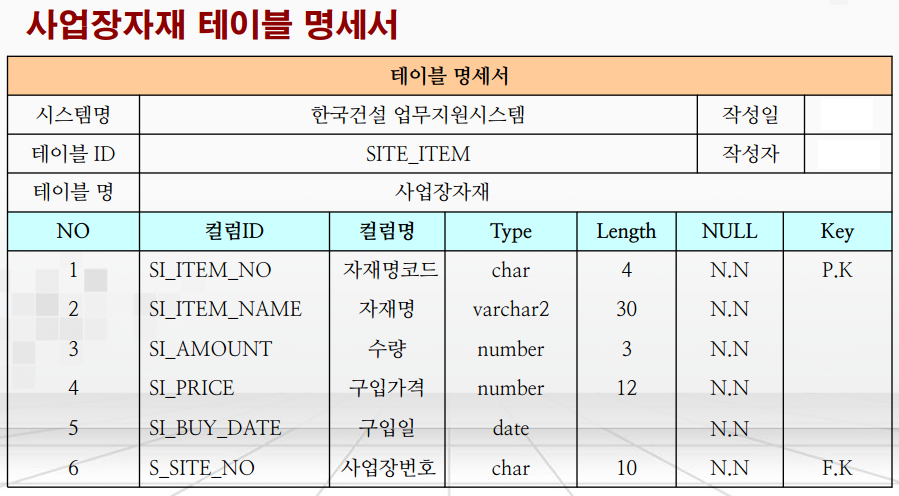 사업장자재 테이블 명세서
테이블 명세서
시스템명 한국건설 업무지원시스템 작성일
테이블 ID SITE_ITEM 작성자
테이블 명 사업장자재
NO 컬럼ID 컬럼명 Type Length NULL Key
1 SI_ITEM_NO 자재명코드 char 4 N.N P.K
2 SI_ITEM_NAME 자재명 varchar2 30 N.N
3 SI_AMOUNT 수량 number 3 N.N
4 SI_PRICE 구입가격 number 12 N.N
5 SI_BUY_DATE 구입일 date N.N
6 S_SITE_NO 사업장번호 char 10 N.N F.K